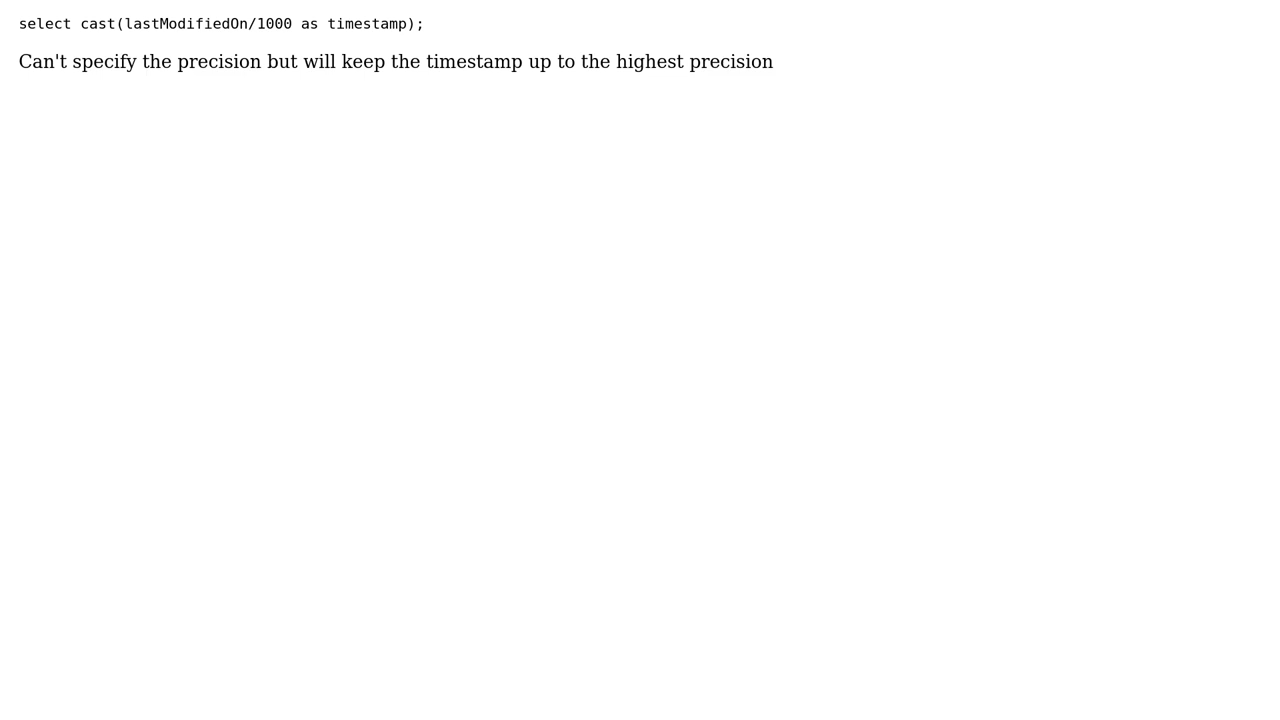 select cast(lastModifiedOn/1000 as timestamp);
Can't specify the precision but will keep the timestamp up to the highest precision